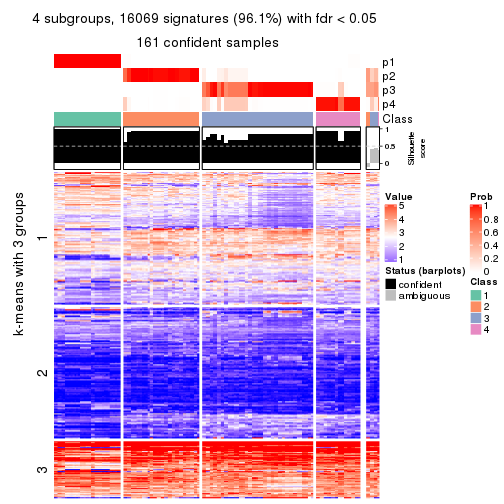 4 subgroups, 16069 signatures (96.1%) with fdr < 0.05
161 confident samples
p1
p2
p3
p4
Class
1
0.5
0
Silhouette
score
k-means with 3 groups
1
2
3
Value
5
4
3
2
1
Status (barplots)
confident
ambiguous
Prob
1
0.8
0.6
0.4
0.2
0
Class
1
2
3
4